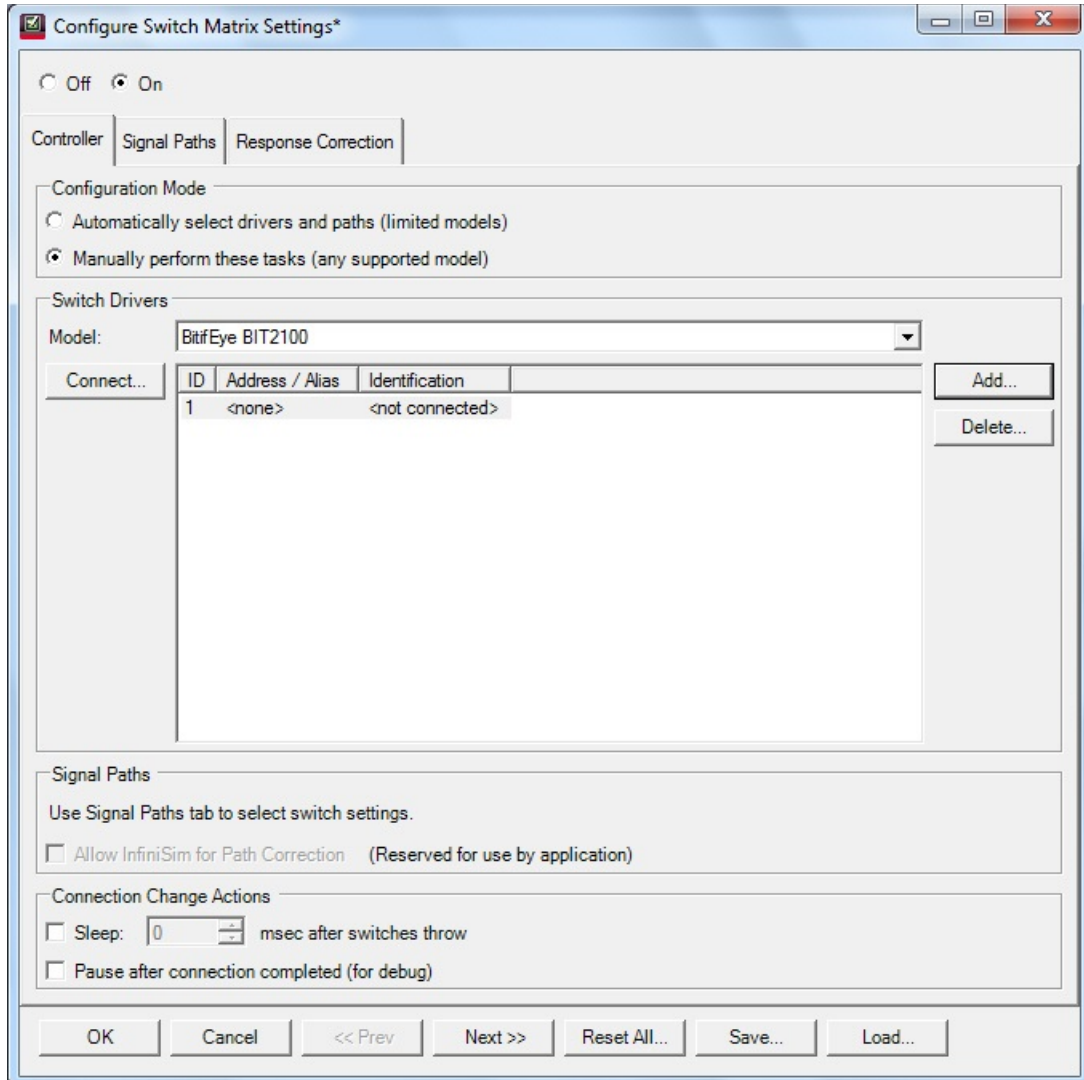 Configure Switch Matrix Settings*
Off On
Controller Signal Paths Response Correction
Configuration Mode
Automatically select drivers and paths (limited models)
Manually perform these tasks (any supported model)
Switch Drivers
Model: BitifEye BIT2100
Connect... ID Address / Alias Identification Add...
1 <none> <not connected>
Delete...
Signal Paths
Use Signal Paths tab to select switch settings.
Allow InfiniSim for Path Correction (Reserved for use by application)
Connection Change Actions
Sleep: 0 msec after switches throw
Pause after connection completed (for debug)
OK Cancel << Prev Next >> Reset All... Save... Load...